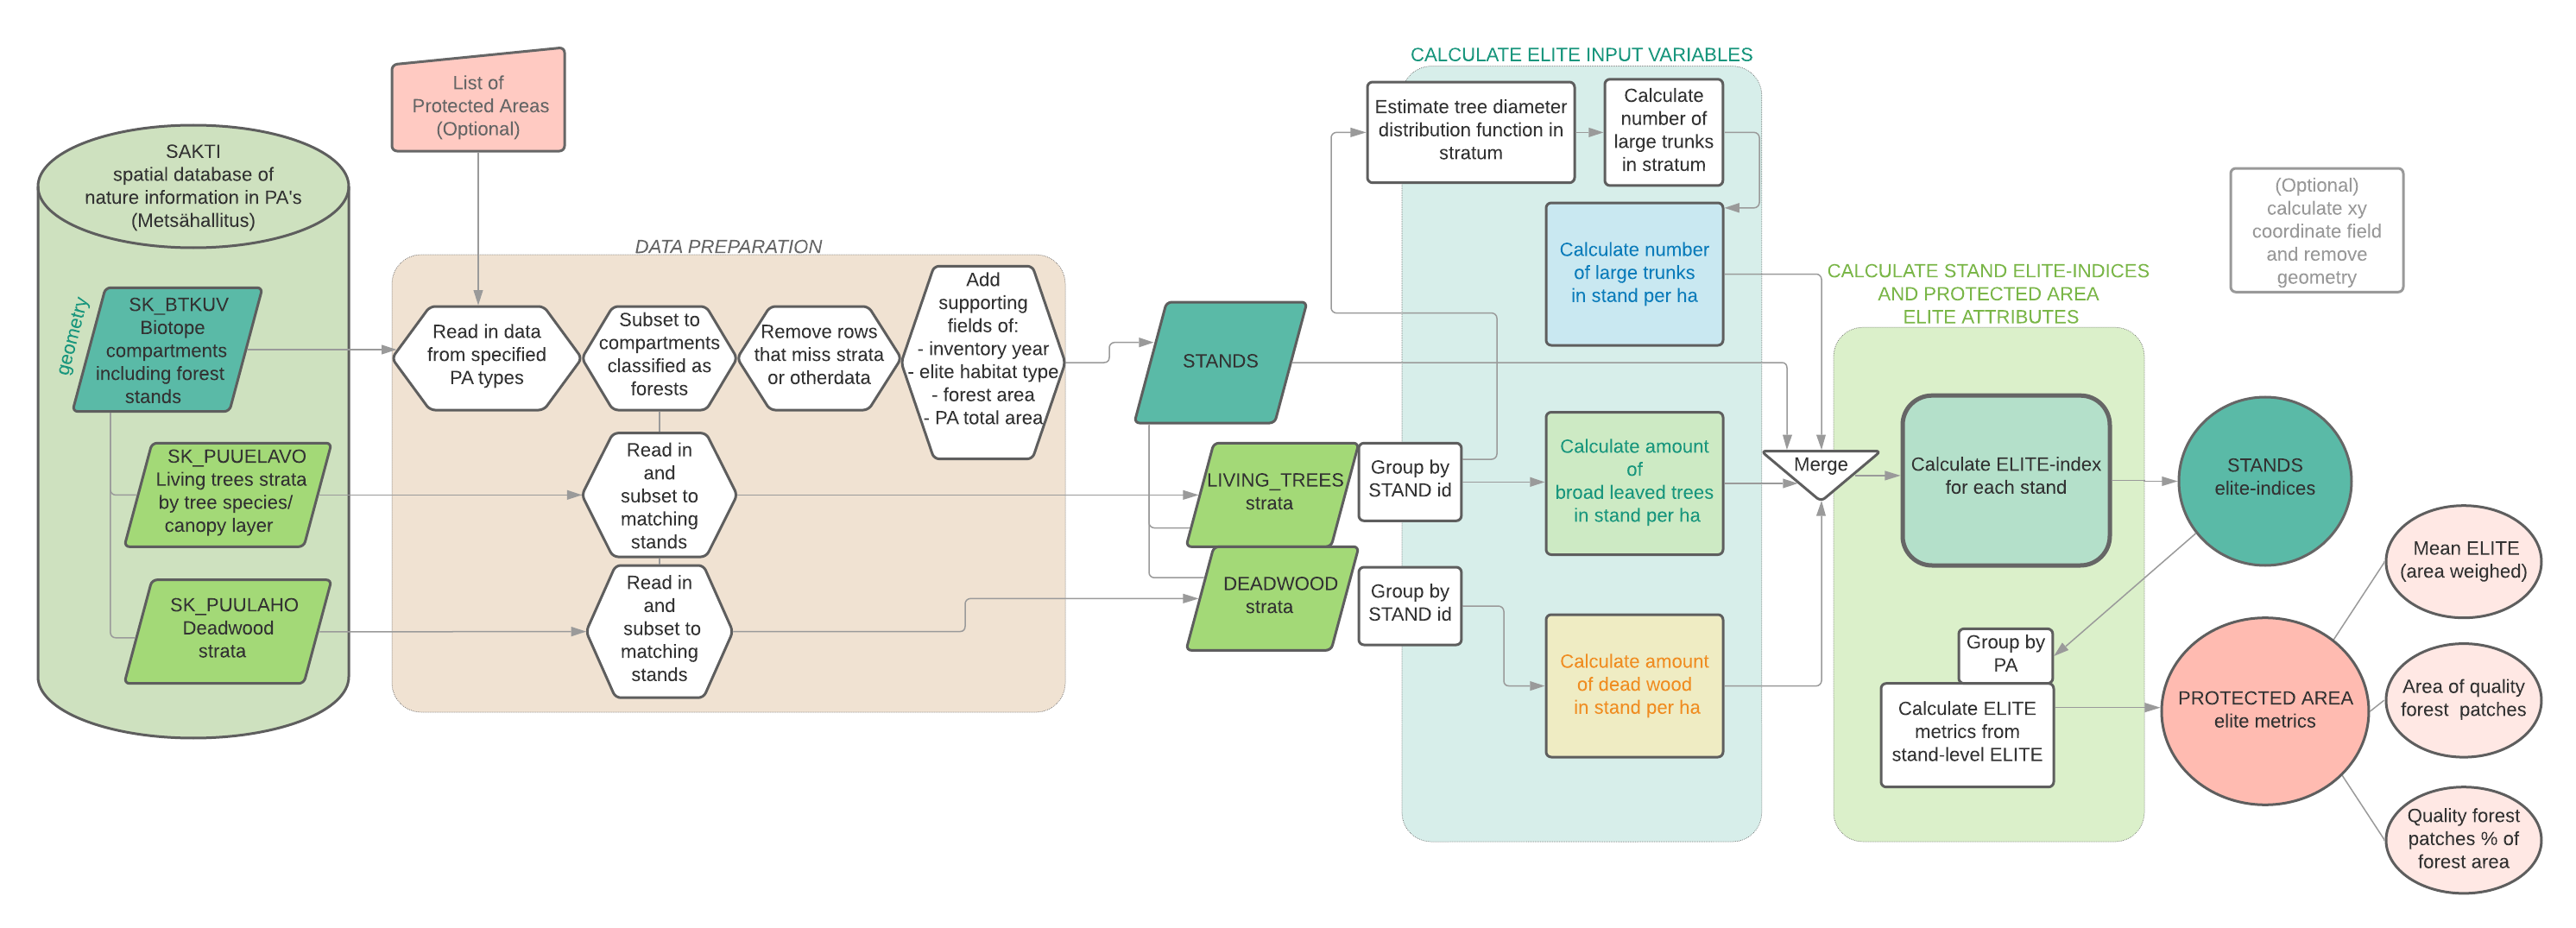 SAKTI
spatial database of
nature information in PA's
(Metsähallitus)
geometry
SK_BTKUV
Biotope
compartments
including forest
stands
SK_PUUELAVO
Living trees strata
by tree species/
canopy layer
SK_PUULAHO
Deadwood
strata
List of
Protected Areas
(Optional)
DATA PREPARATION
Read in data
from specified
PA types
Subset to
compartments
classified as
forests
Remove rows
that miss strata
or otherdata
Add
supporting
fields of:
- inventory year
- elite habitat type
- forest area
- PA total area
Read in
and
subset to
matching
stands
Read in
and
subset to
matching
stands
STANDS
LIVING_TREES
strata
DEADWOOD
strata
Group by
STAND id
Group by
STAND id
CALCULATE ELITE INPUT VARIABLES
Estimate tree diameter
distribution function in
stratum
Calculate
number of
large trunks
in stratum
Calculate number
of large trunks
in stand per ha
Calculate amount
of
broad leaved trees
in stand per ha
Calculate amount
of dead wood
in stand per ha
Merge
CALCULATE STAND ELITE-INDICES
AND PROTECTED AREA
ELITE ATTRIBUTES
Calculate ELITE-index
for each stand
Group by
PA
Calculate ELITE
metrics from
stand-level ELITE
(Optional)
calculate xy
coordinate field
and remove
geometry
STANDS
elite-indices
PROTECTED AREA
elite metrics
Mean ELITE
(area weighed)
Area of quality
forest patches
Quality forest
patches % of
forest area